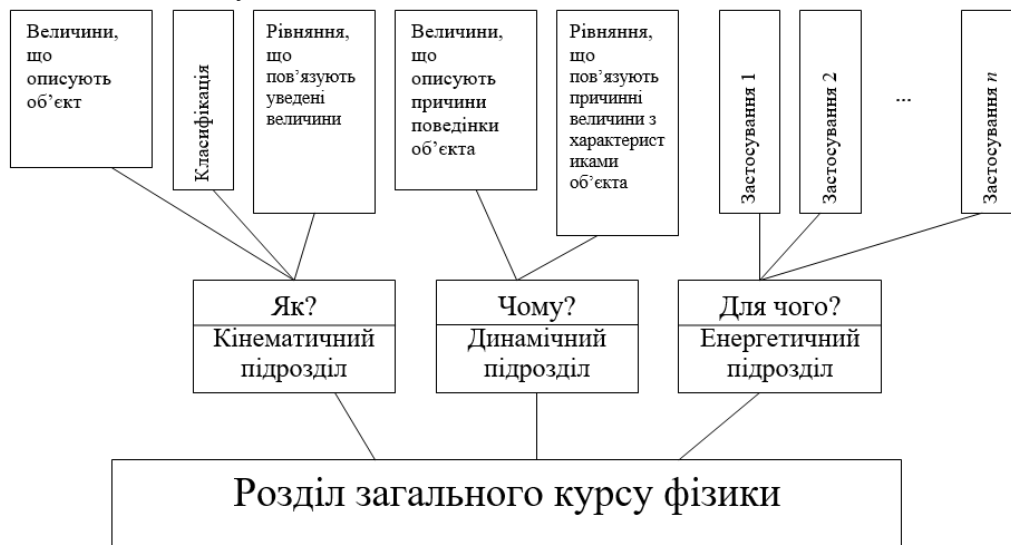 Величини,
що
описують
об’єкт
Класифікація
Рівняння,
що
пов’язують
уведені
величини
Величини,
що
описують
причини
поведінки
об’єкта
Рівняння,
що
пов’язують
причинні
величини з
характерист
иками
об’єкта
Застосування 1
Застосування 2
...
Застосування n
Як?
Кінематичний
підрозділ
Чому?
Динамічний
підрозділ
Для чого?
Енергетичний
підрозділ
Розділ загального курсу фізики